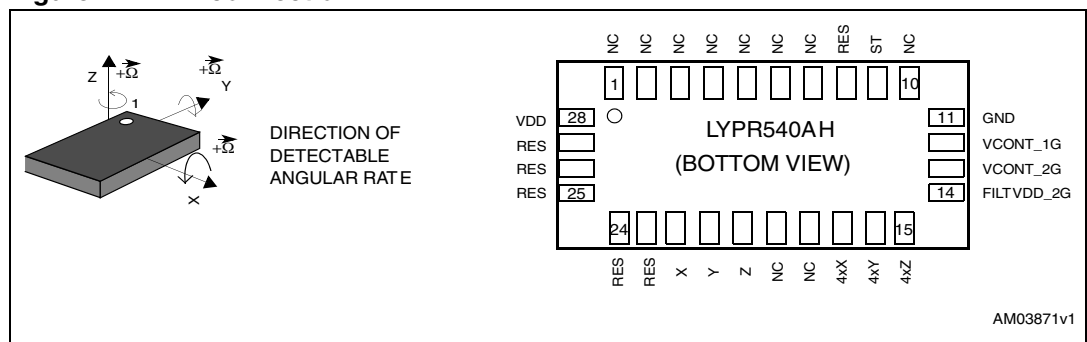 Z
+Ω
+Ω
Y
1
+Ω
X
DIRECTION OF
DETECTABLE
ANGULAR RATE
NC
NC
NC
NC
NC
NC
NC
RES
ST
NC
1
10
VDD
28
RES
RES
RES
25
LYPR540AH
(BOTTOM VIEW)
11
GND
VCONT_1G
VCONT_2G
14
FILTVDD_2G
24
15
RES
RES
X
Y
Z
NC
NC
4xX
4xY
4xZ
AM03871v1